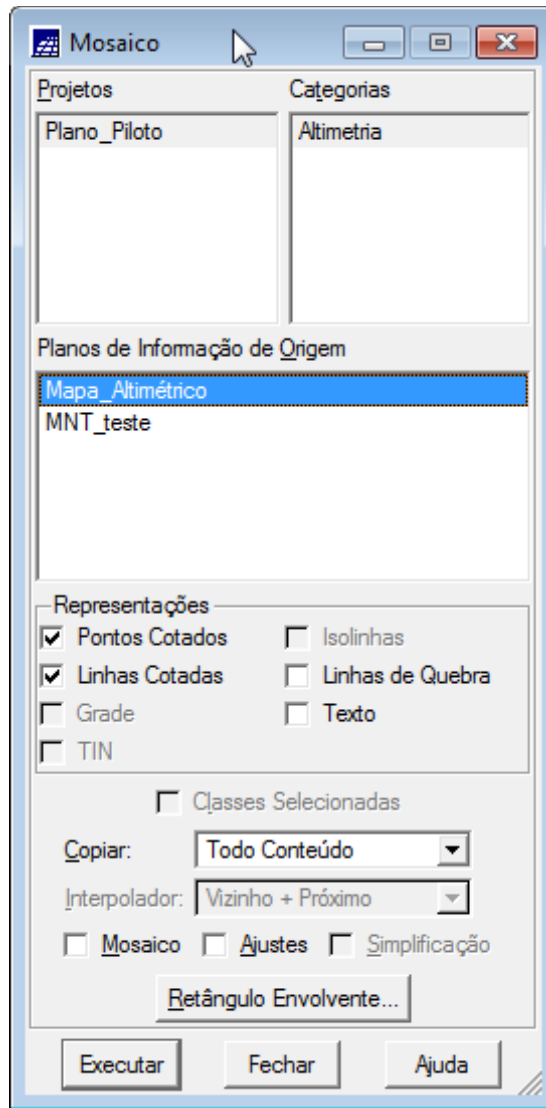 Mosaico
Projetos Categorias
Plano_Piloto Altimetria
Planos de Informação de Origem
Mapa_Altimétrico
MNT_teste
Representações
Pontos Cotados Isolinhas
Linhas Cotadas Linhas de Quebra
Grade Texto
TIN
Classes Selecionadas
Copiar: Todo Conteúdo
Interpolador: Vizinho + Próximo
Mosaico Ajustes Simplificação
Retângulo Envolvente...
Executar Fechar Ajuda